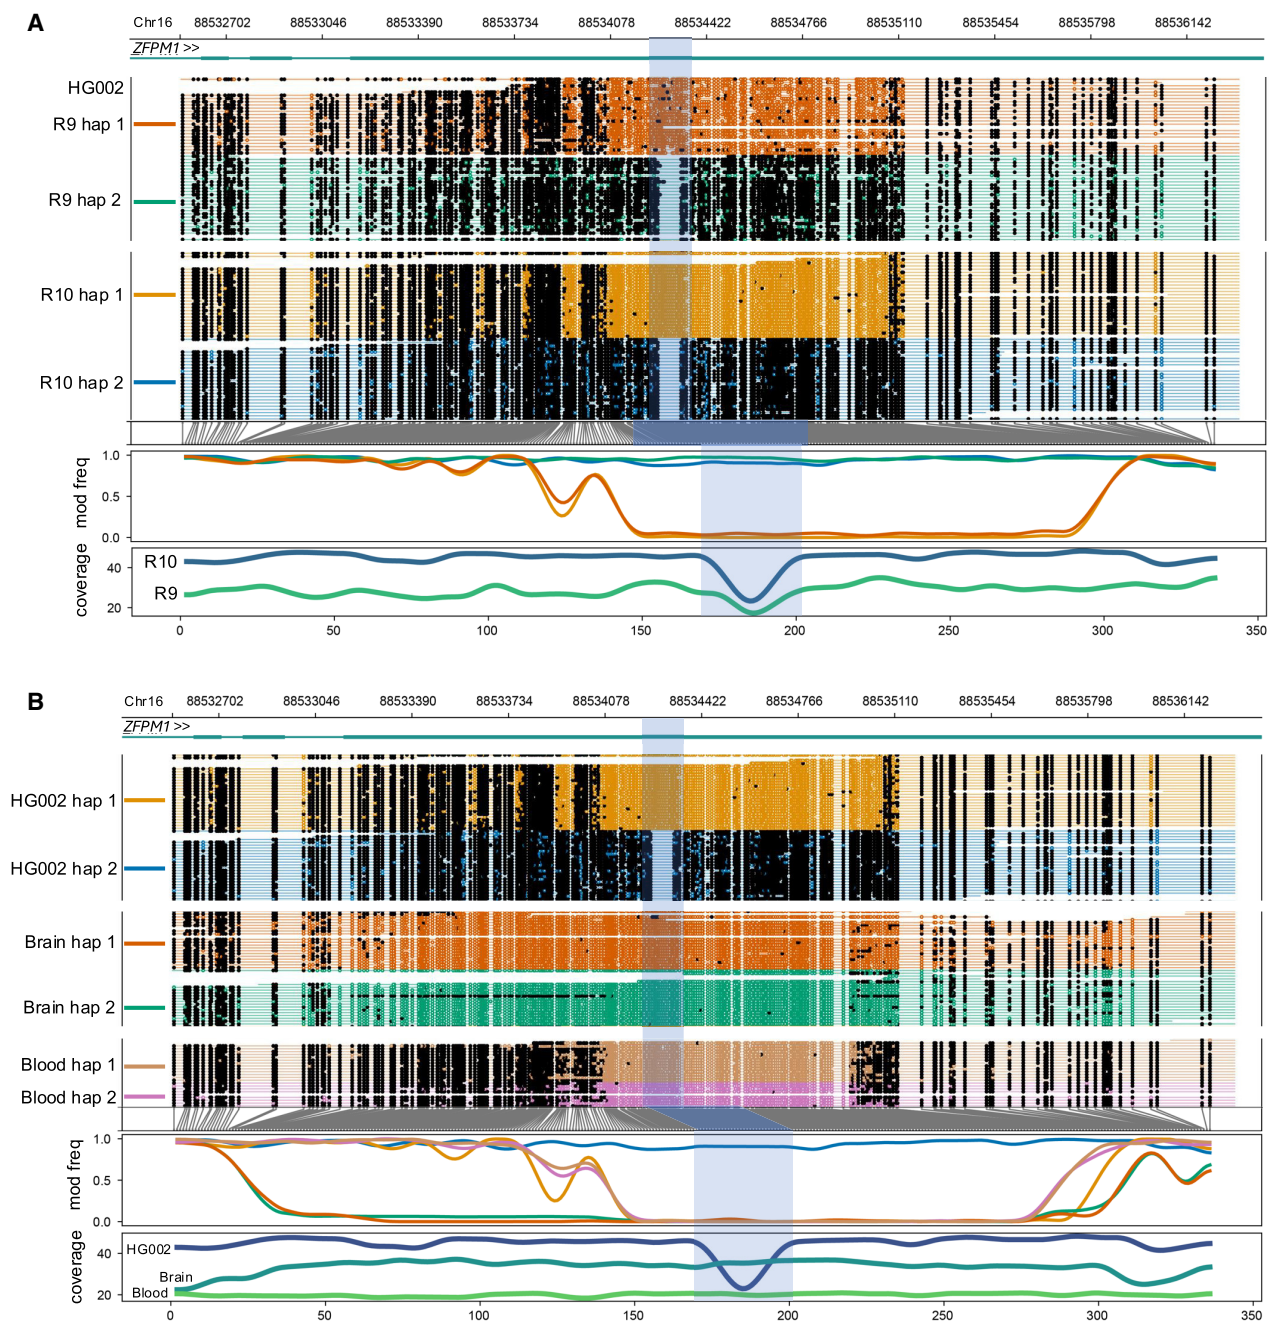 A
Chr16 88532702 88533046 88533390 88533734 88534078 88534422 88534766 88535110 88535454 88535798 88536142
ZFPM1 >>
HG002
R9 hap 1
R9 hap 2
R10 hap 1
R10 hap 2
mod freq
1.0
0.5
0.0
coverage
R10
R9
40
20
0 50 100 150 200 250 300 350
B
Chr16 88532702 88533046 88533390 88533734 88534078 88534422 88534766 88535110 88535454 88535798 88536142
ZFPM1 >>
HG002 hap 1
HG002 hap 2
Brain hap 1
Brain hap 2
Blood hap 1
Blood hap 2
mod freq
1.0
0.5
0.0
coverage
HG002
40
Brain
Blood
20
0 50 100 150 200 250 300 350